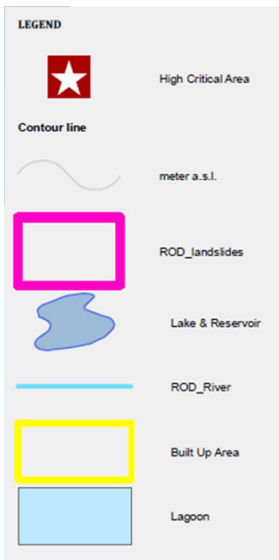 LEGEND
High Critical Area
Contour line
meter a.s.l.
ROD_landslides
Lake & Reservoir
ROD_River
Built Up Area
Lagoon